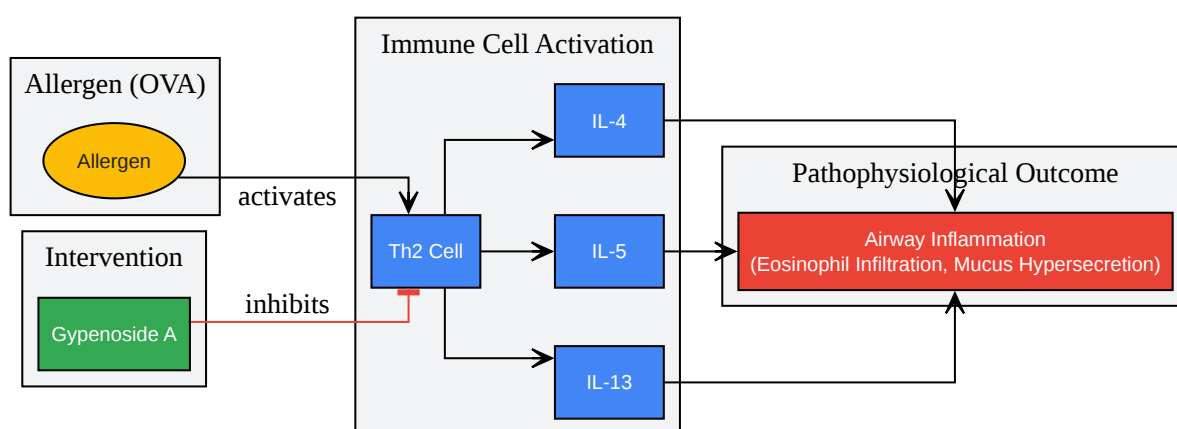 Immune Cell Activation
Allergen (OVA)
Allergen
activates
Intervention
Gypenoside A
inhibits
Th2 Cell
IL-4
IL-5
IL-13
Pathophysiological Outcome
Airway Inflammation
(Eosinophil Infiltration, Mucus Hypersecretion)